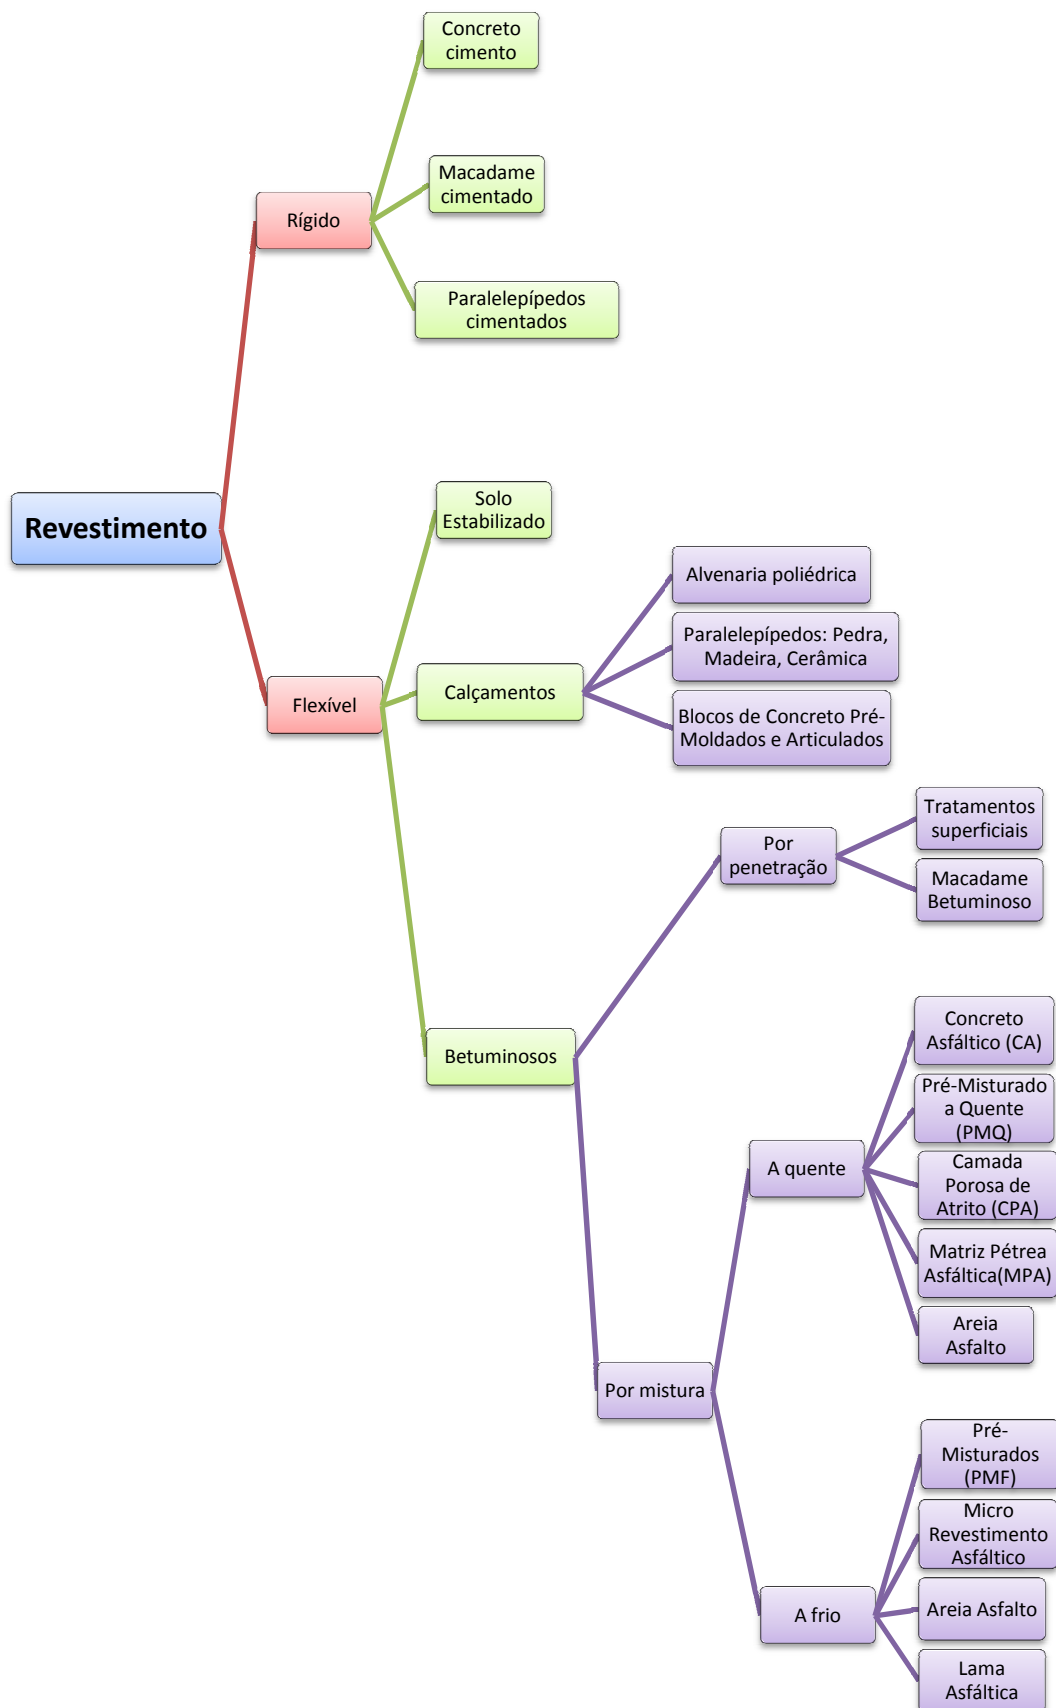 Concreto
cimento
Macadame
cimentado
Rígido
Paralelepípedos
cimentados
Revestimento
Solo
Estabilizado
Alvenaria poliédrica
Paralelepípedos: Pedra,
Madeira, Cerâmica
Calçamentos
Flexível
Blocos de Concreto Pré-
Moldados e Articulados
Tratamentos
superficiais
Por
penetração
Macadame
Betuminoso
Betuminosos
Concreto
Asfáltico (CA)
Pré-Misturado
a Quente
(PMQ)
A quente
Camada
Porosa de
Atrito (CPA)
Matriz Pétrea
Asfáltica(MPA)
Areia
Asfalto
Por mistura
Pré-
Misturados
(PMF)
Micro
Revestimento
Asfáltico
A frio
Areia Asfalto
Lama
Asfáltica